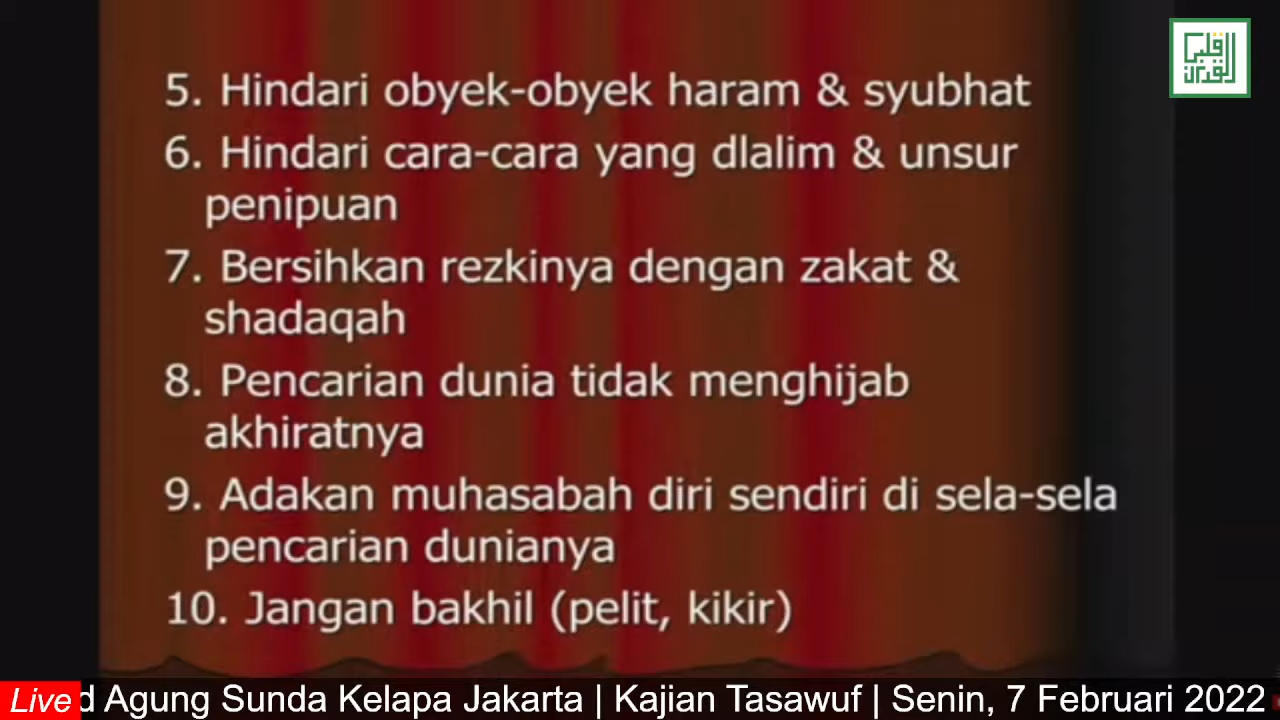 5. Hindari obyek-obyek haram & syubhat
6. Hindari cara-cara yang dlalim & unsur
penipuan
7. Bersihkan rezkinya dengan zakat &
shadaqah
8. Pencarian dunia tidak menghijab
akhiratnya
9. Adakan muhasabah diri sendiri di sela-sela
pencarian dunianya
10. Jangan bakhil (pelit, kikir)
Live d Agung Sunda Kelapa Jakarta | Kajian Tasawuf | Senin, 7 Februari 2022